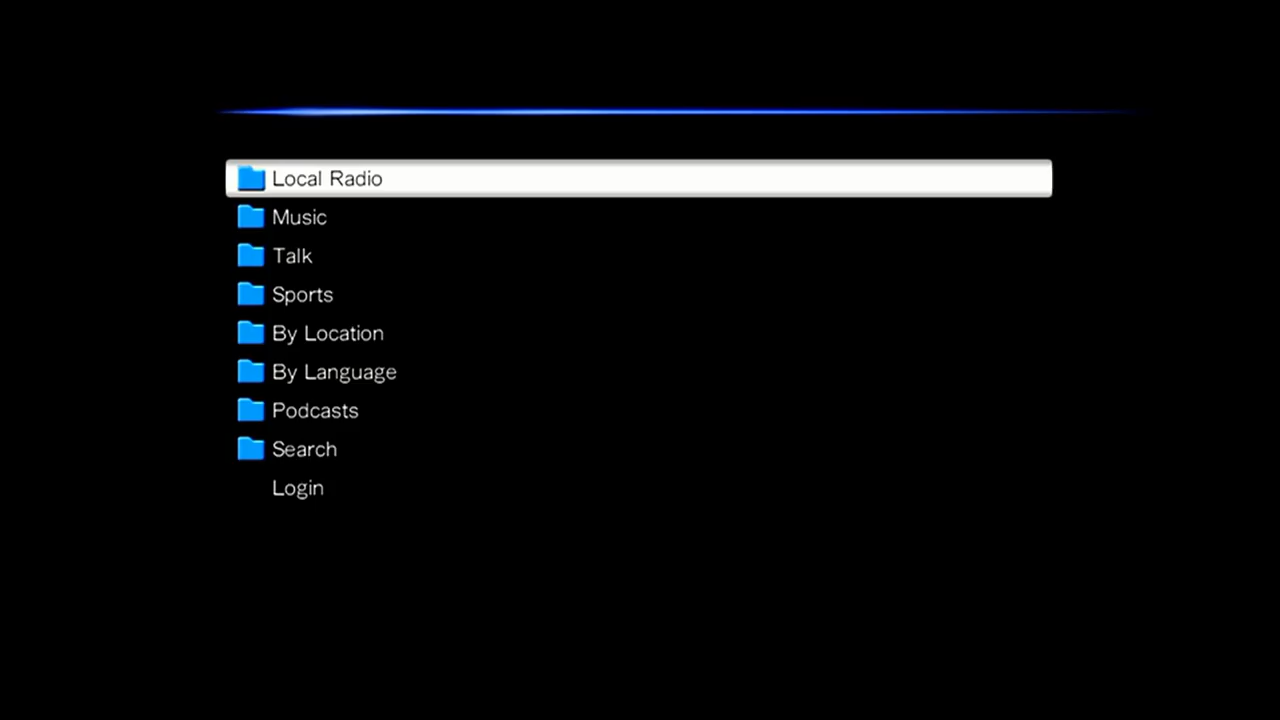 Local Radio
Music
Talk
Sports
By Location
By Language
Podcasts
Search
Login